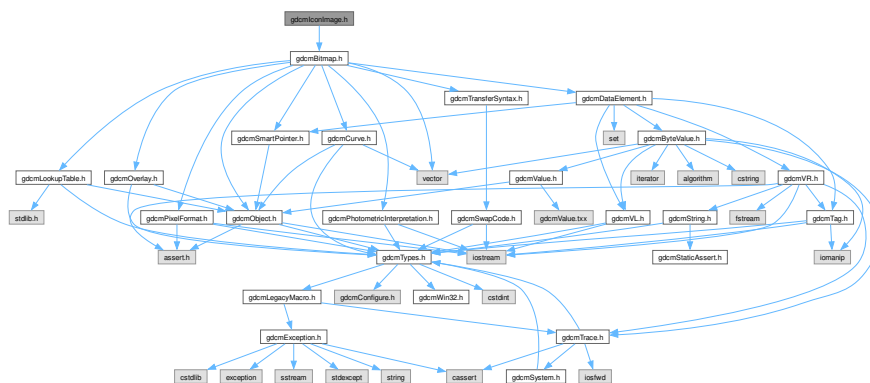 gdcmIconImage.h
gdcmBitmap.h
gdcmTransferSyntax.h
gdcmDataElement.h
gdcmSmartPointer.h
gdcmCurve.h
set
gdcmByteValue.h
gdcmLookupTable.h
gdcmOverlay.h
vector
gdcmValue.h
iterator
algorithm
cstring
gdcmVR.h
stdlib.h
gdcmPixelFormat.h
gdcmObject.h
gdcmPhotometricInterpretation.h
gdcmSwapCode.h
gdcmValue.txx
gdcmVL.h
gdcmString.h
fstream
gdcmTag.h
assert.h
gdcmTypes.h
iostream
gdcmStaticAssert.h
iomanip
gdcmLegacyMacro.h
gdcmConfigure.h
gdcmWin32.h
cstdint
gdcmException.h
gdcmTrace.h
cstdlib
exception
sstream
stdexcept
string
cassert
gdcmSystem.h
iosfwd